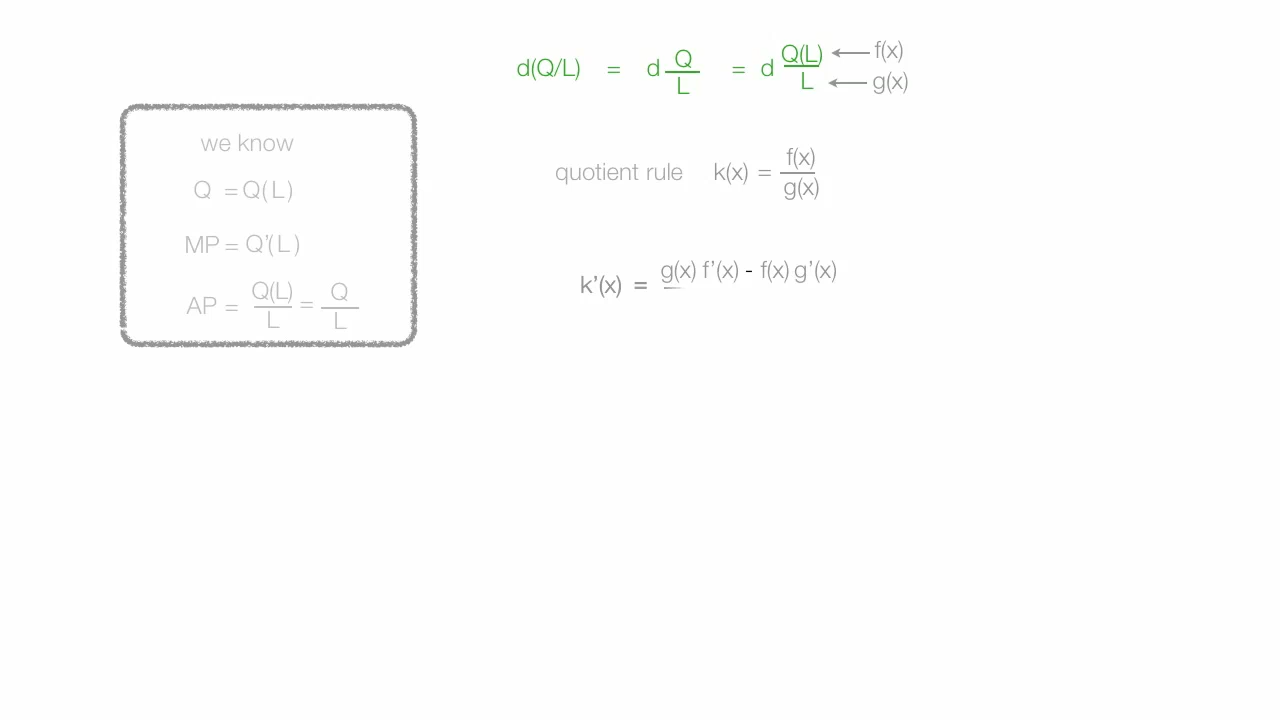 d(Q/L) = d Q/L = d Q(L)/L ← f(x) ← g(x)
we know
Q = Q(L)
MP = Q'(L)
AP = Q(L)/L = Q/L
quotient rule k(x) = f(x)/g(x)
k’(x) = g(x) f’(x) - f(x) g’(x)